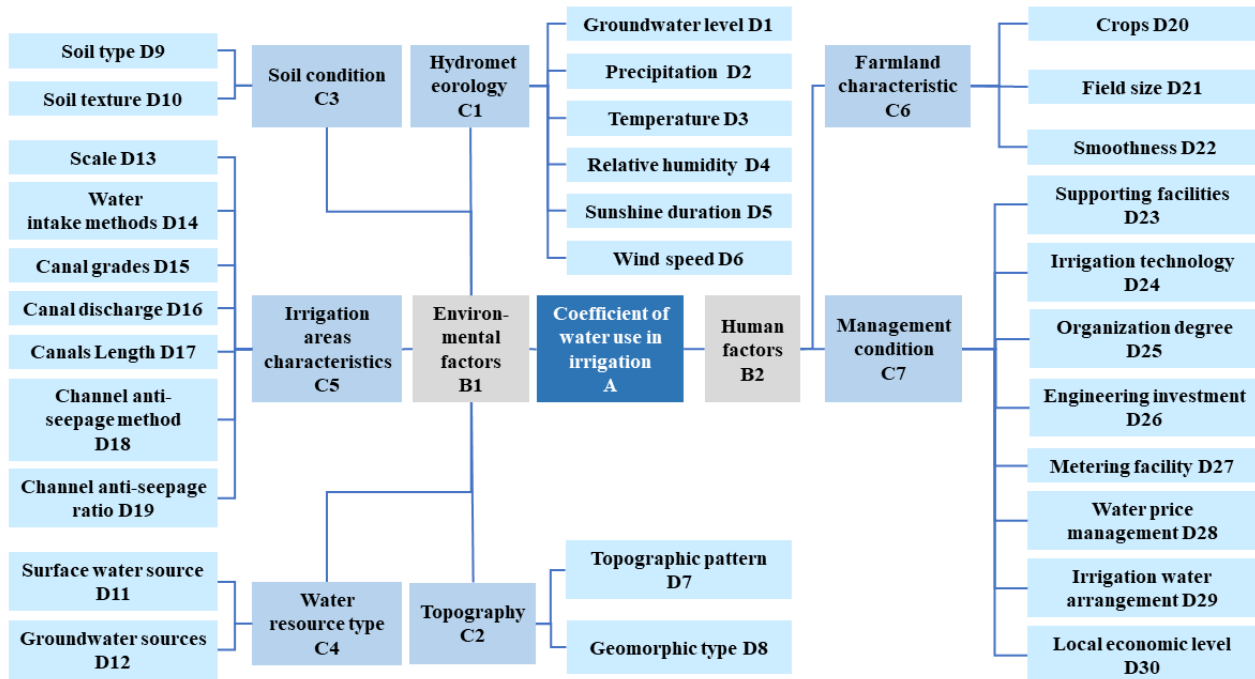 Soil type D9
Soil texture D10
Soil condition
C3
Hydromet
eorology
C1
Groundwater level D1
Precipitation D2
Temperature D3
Relative humidity D4
Sunshine duration D5
Wind speed D6
Farmland
characteristic
C6
Crops D20
Field size D21
Smoothness D22
Scale D13
Water
intake methods D14
Canal grades D15
Canal discharge D16
Canals Length D17
Channel anti-
seepage method
D18
Channel anti-seepage
ratio D19
Irrigation
areas
characteristics
C5
Environ-
mental
factors
B1
Coefficient of
water use in
irrigation
A
Human
factors
B2
Management
condition
C7
Supporting facilities
D23
Irrigation technology
D24
Organization degree
D25
Engineering investment
D26
Metering facility D27
Water price
management D28
Irrigation water
arrangement D29
Local economic level
D30
Surface water source
D11
Groundwater sources
D12
Water
resource type
C4
Topography
C2
Topographic pattern
D7
Geomorphic type D8